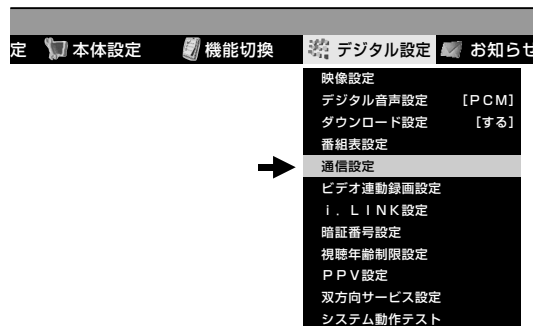 定 本体設定 機能切換 デジタル設定 お知らせ
映像設定
デジタル音声設定 [PCM]
ダウンロード設定 [する]
番組表設定
通信設定
ビデオ連動録画設定
i.LINK設定
暗証番号設定
視聴年齢制限設定
PPV設定
双方向サービス設定
システム動作テスト